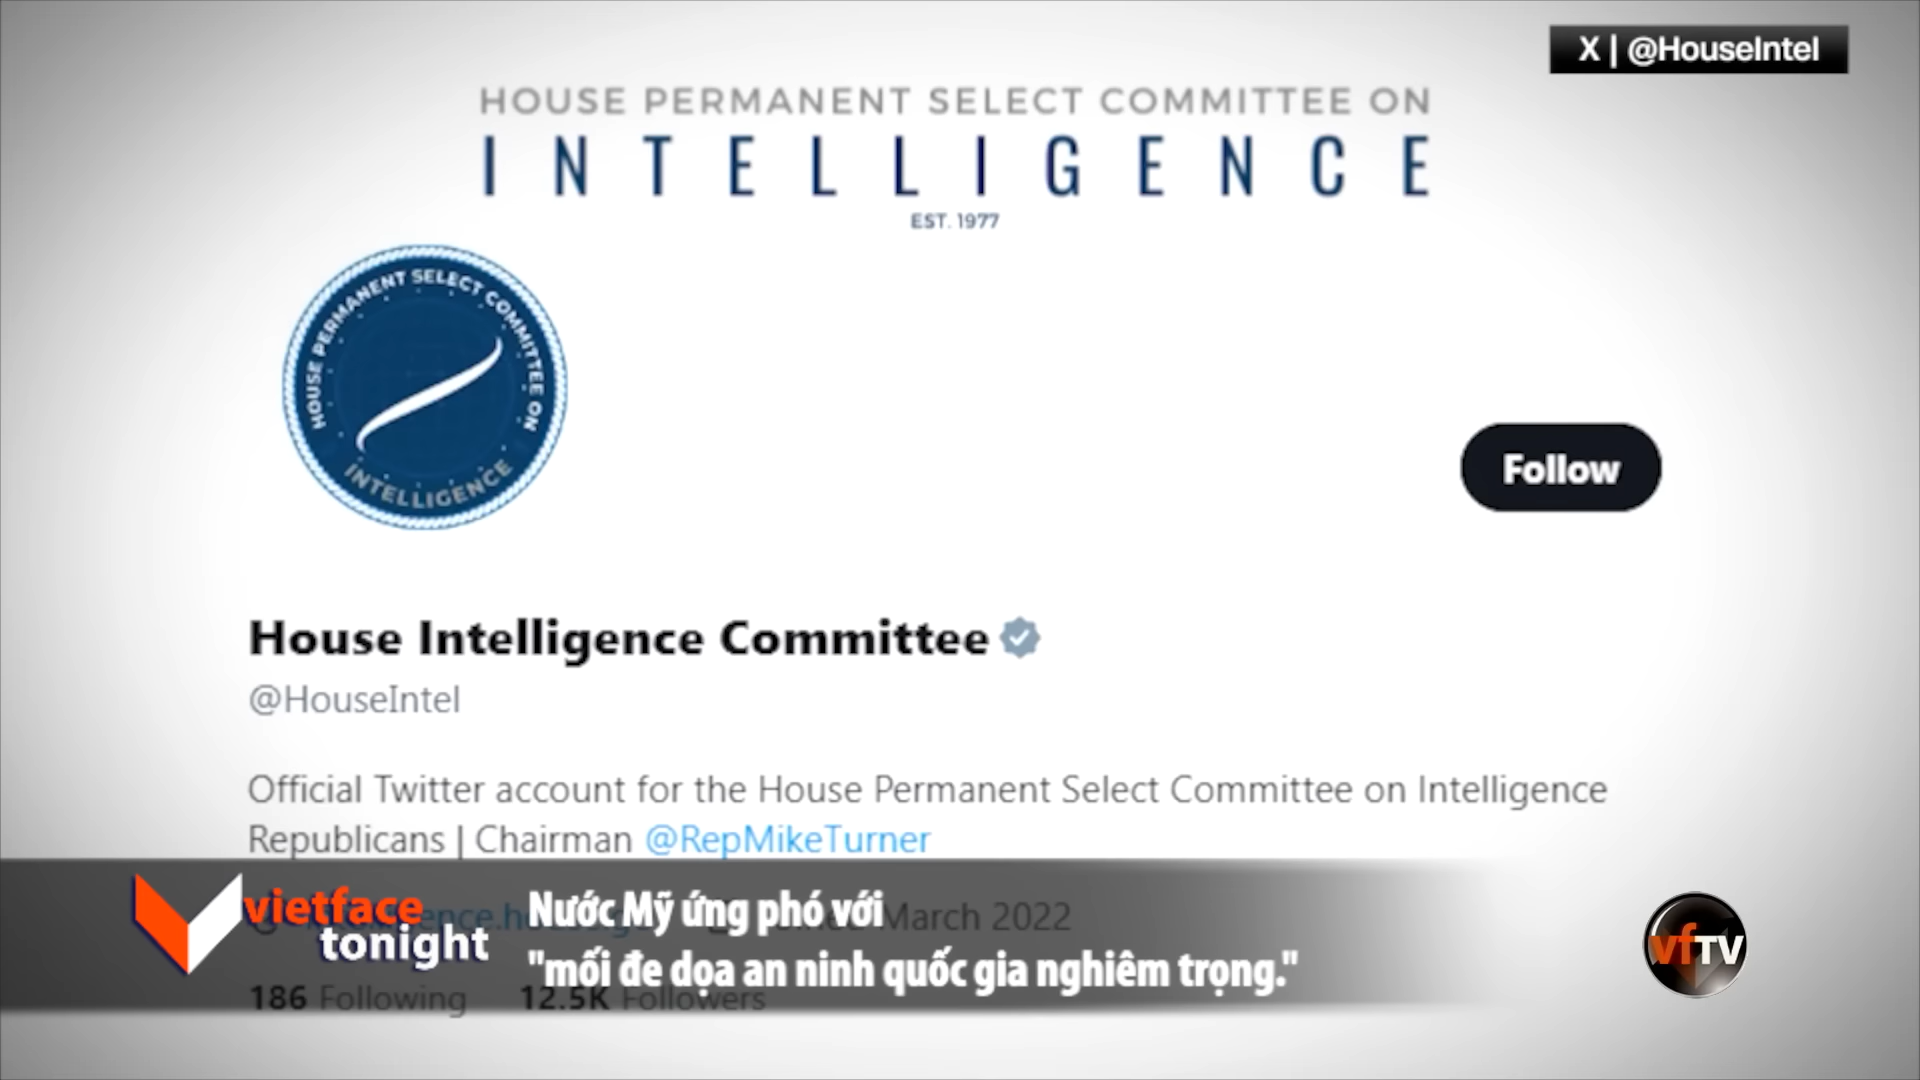 X | @HouseIntel
HOUSE PERMANENT SELECT COMMITTEE ON
INTELLIGENCE
EST. 1977
HOUSE PERMANENT SELECT COMMITTEE ON
INTELLIGENCE
Follow
House Intelligence Committee
@HouseIntel
Official Twitter account for the House Permanent Select Committee on Intelligence
Republicans | Chairman @RepMikeTurner
March 2022
186 Following 12.5K Followers
vietface
tonight
Nước Mỹ ứng phó với
"mối đe dọa an ninh quốc gia nghiêm trọng."
vfTV